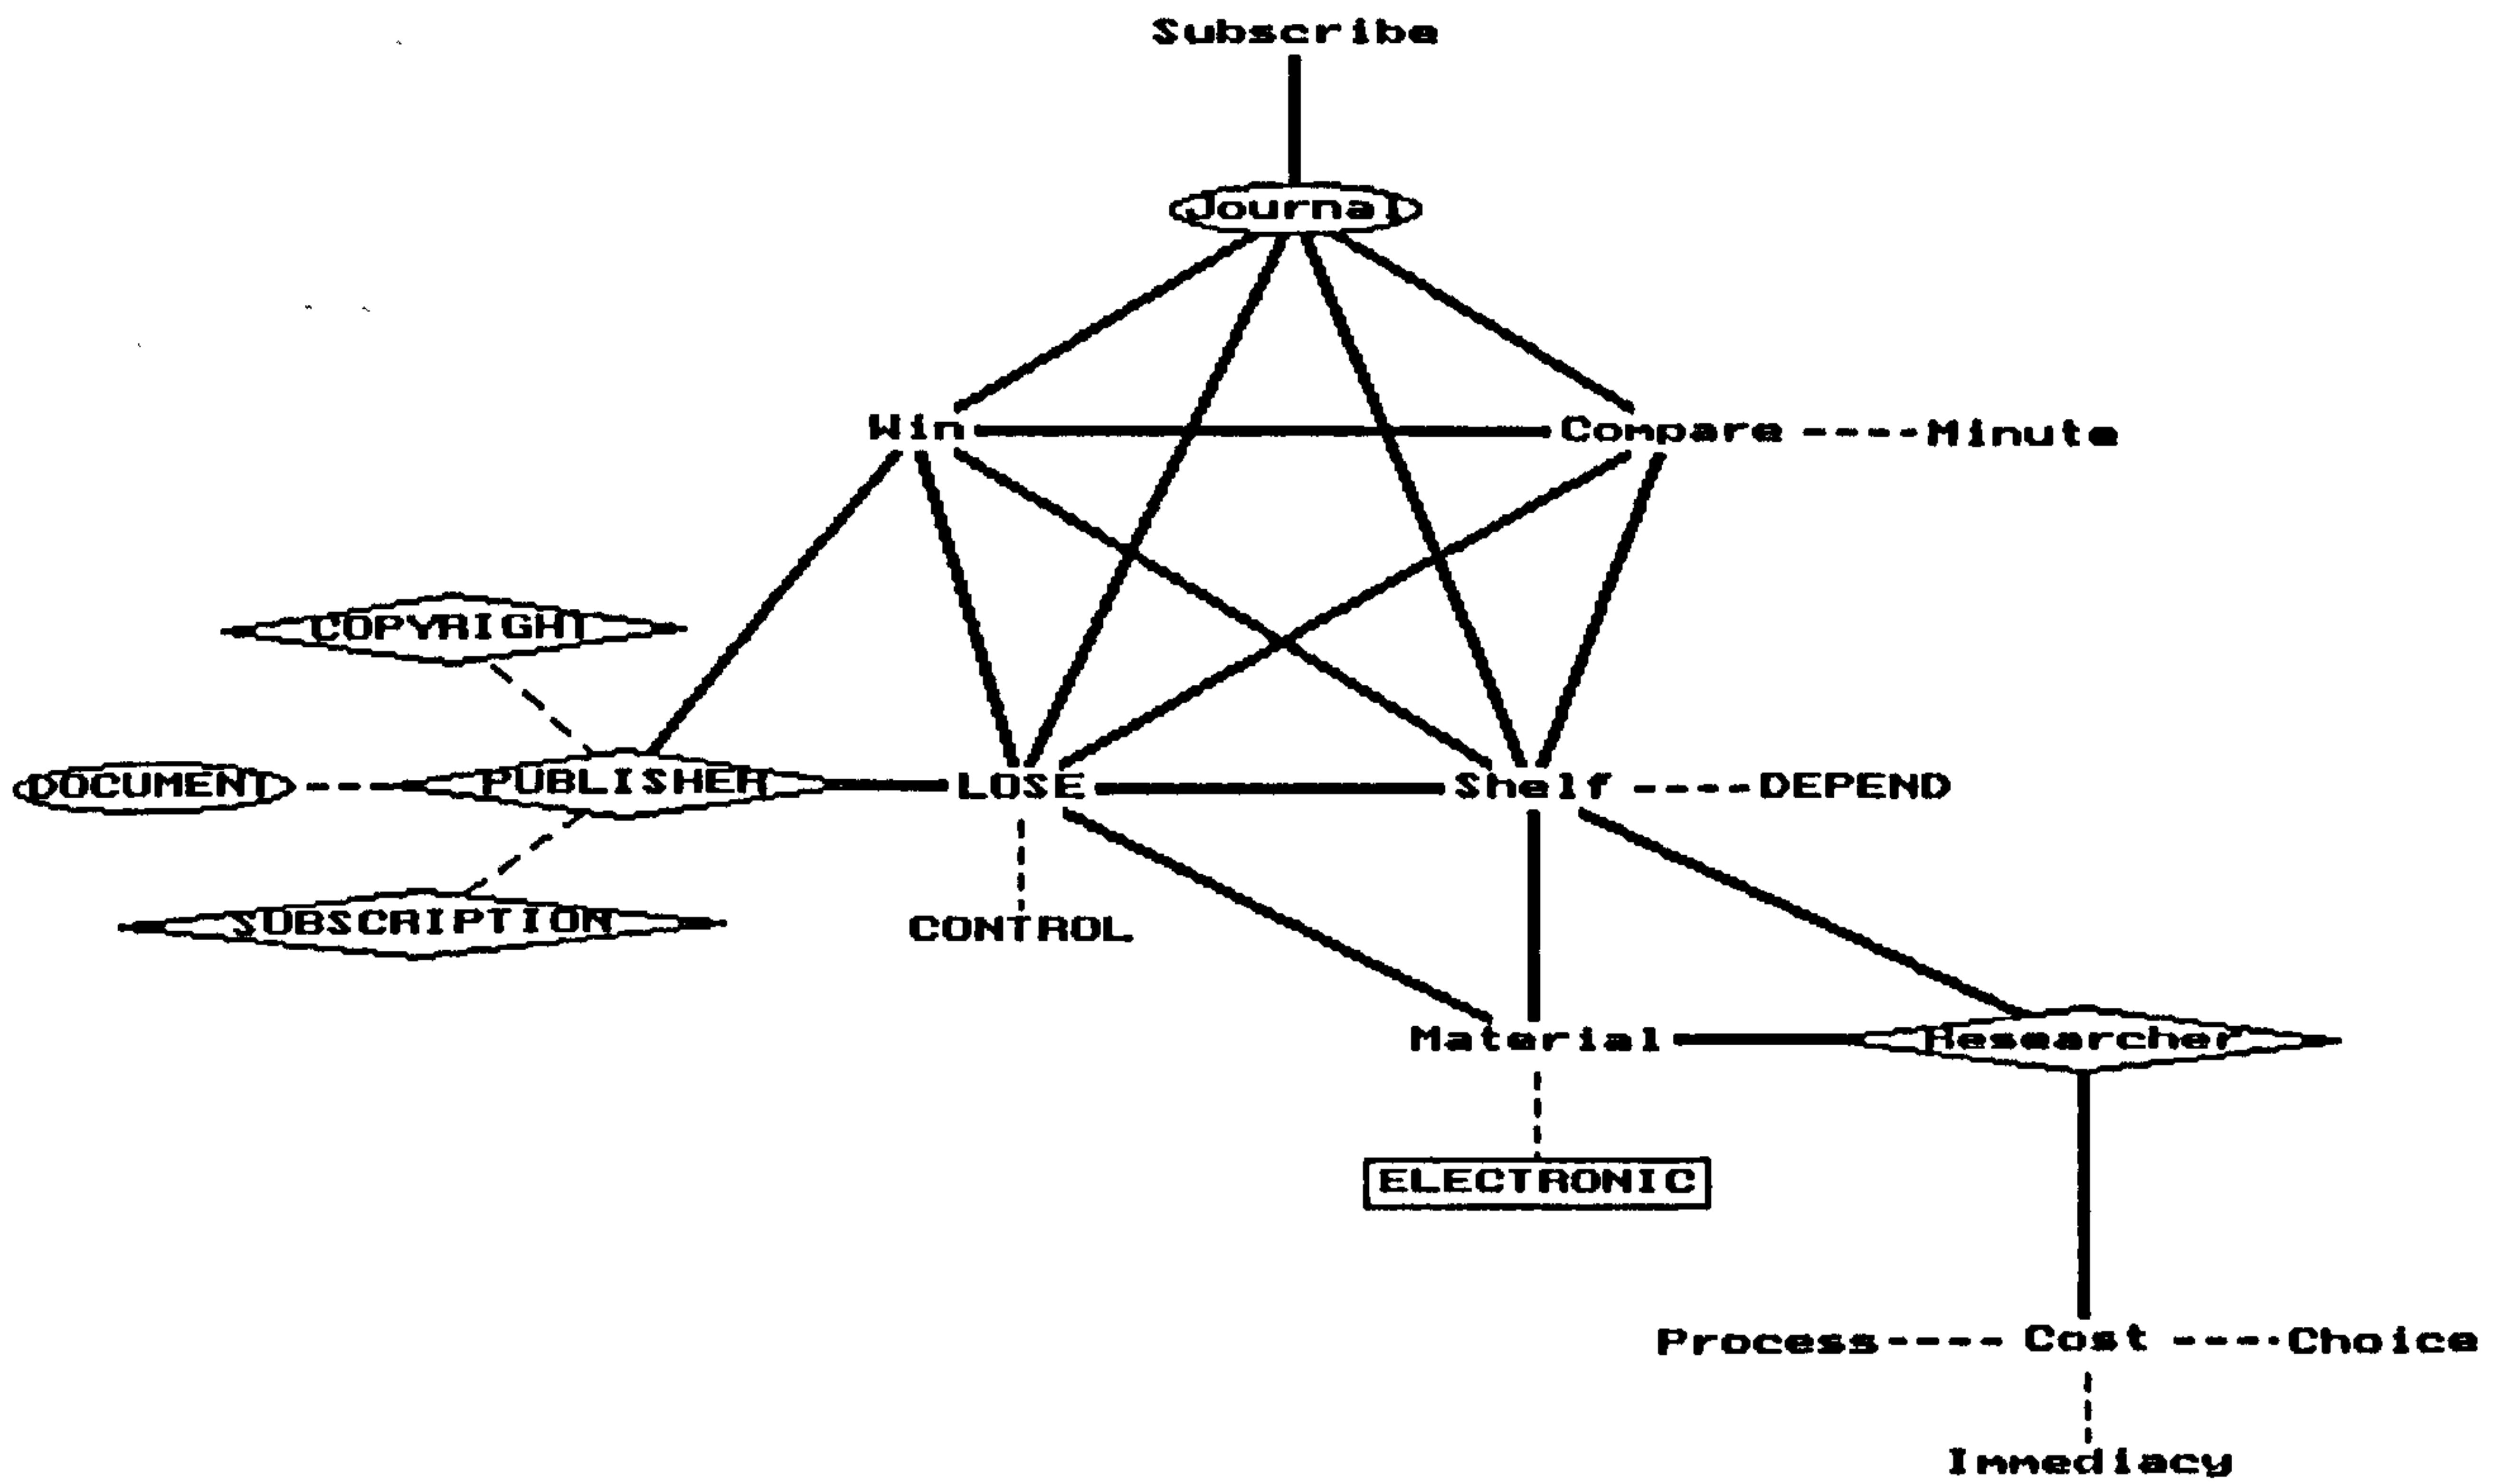 Subscribe
Journal
Win
Compare
Minute
COPYRIGHT
DOCUMENT
PUBLISHER
LOSE
Shelf
DEPEND
SUBSCRIPTION
CONTROL
Material
Researcher
ELECTRONIC
Process
Cost
Choice
Immediacy